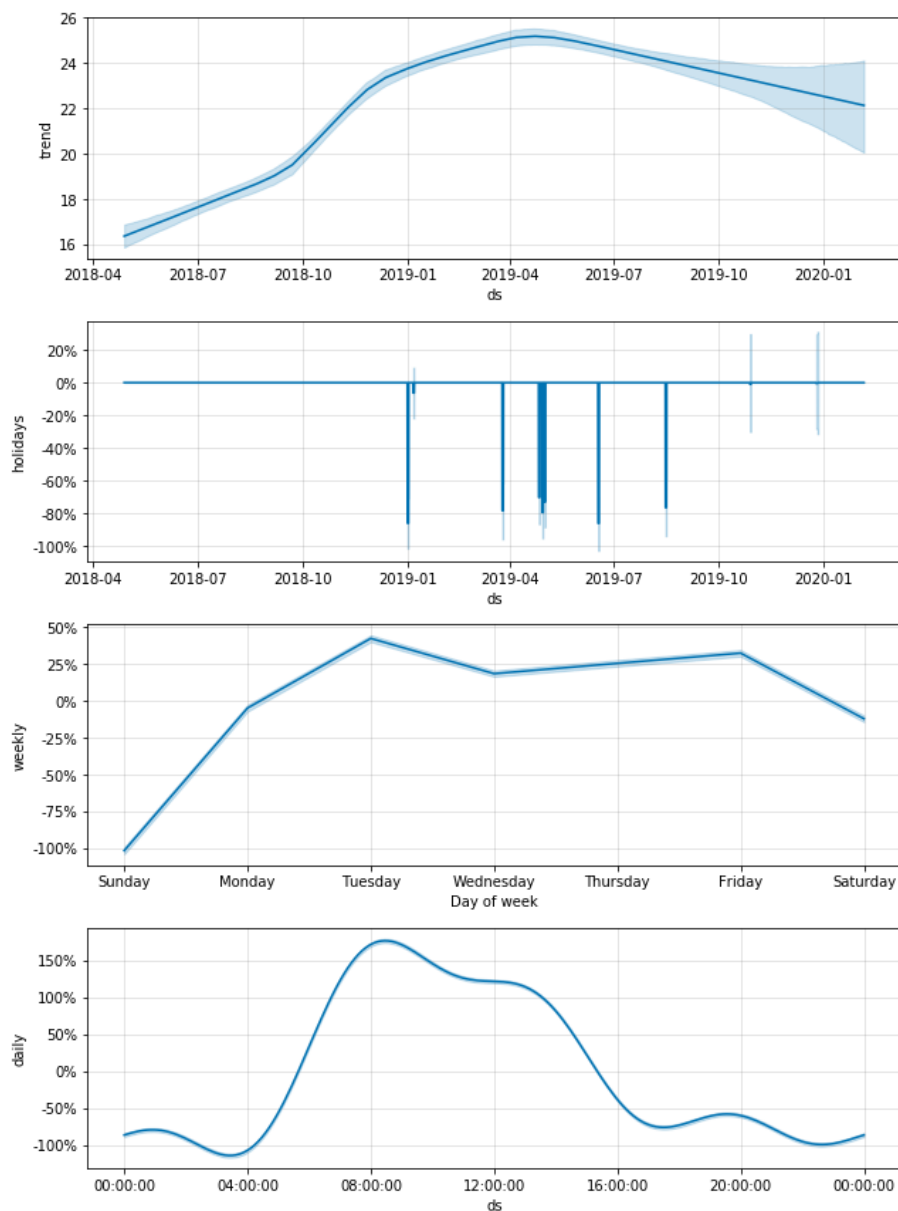 26
24
22
20
18
16
trend
2018-04 2018-07 2018-10 2019-01 2019-04 2019-07 2019-10 2020-01
ds
20%
0%
-20%
-40%
-60%
-80%
-100%
holidays
2018-04 2018-07 2018-10 2019-01 2019-04 2019-07 2019-10 2020-01
ds
50%
25%
0%
-25%
-50%
-75%
-100%
weekly
Sunday Monday Tuesday Wednesday Thursday Friday Saturday
Day of week
150%
100%
50%
0%
-50%
-100%
daily
00:00:00 04:00:00 08:00:00 12:00:00 16:00:00 20:00:00 00:00:00
ds